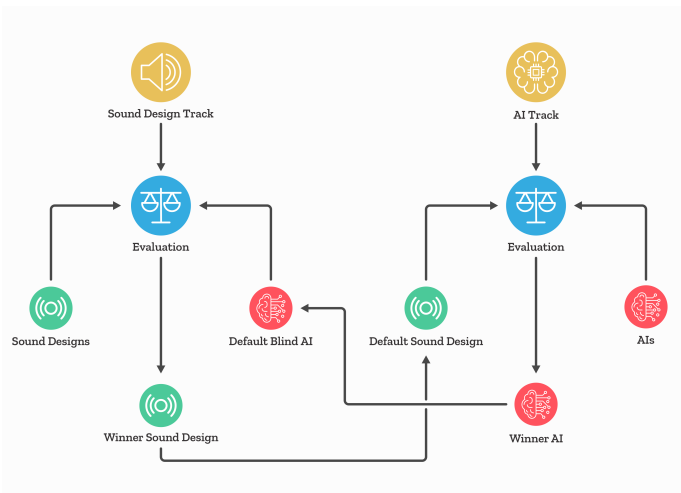 Sound Design Track
AI Track
Evaluation
Evaluation
Sound Designs
Default Blind AI
Default Sound Design
AIs
Winner Sound Design
Winner AI